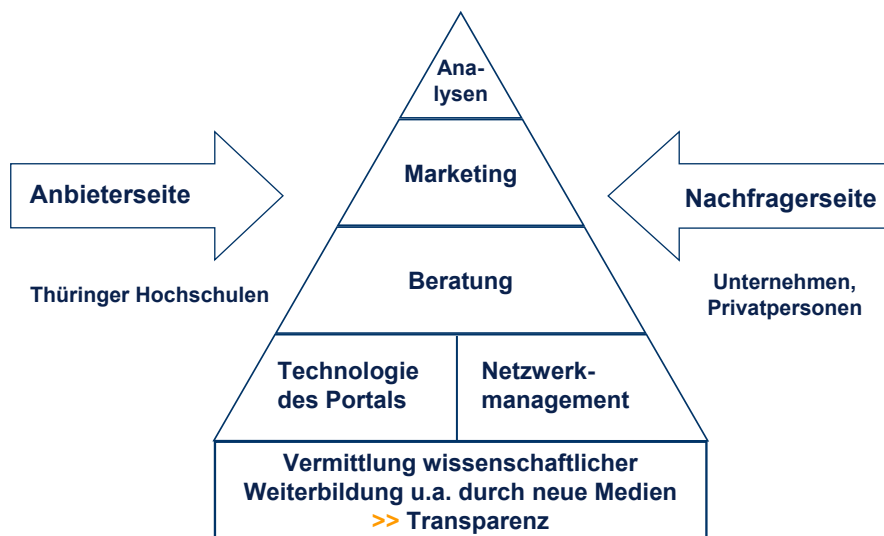 Ana-
lysen
Marketing
Anbieterseite
Nachfragerseite
Beratung
Thüringer Hochschulen
Unternehmen,
Privatpersonen
Technologie
des Portals
Netzwerk-
management
Vermittlung wissenschaftlicher
Weiterbildung u.a. durch neue Medien
>> Transparenz